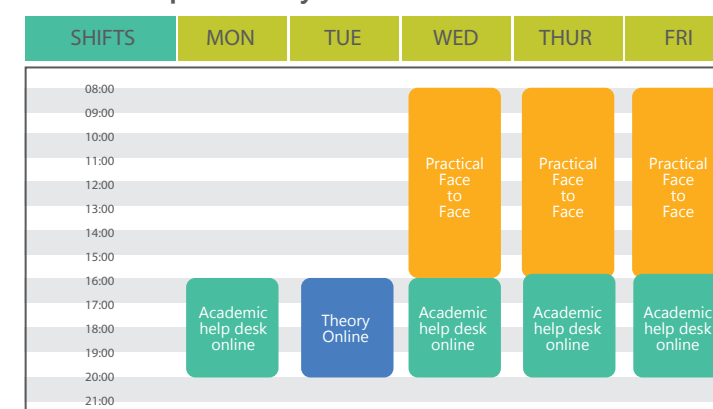 SHIFTS MON TUE WED THUR FRI
08:00
09:00
10:00
11:00
12:00
13:00
14:00
15:00
16:00
17:00
18:00
19:00
20:00
21:00
Academic
help desk
online
Theory
Online
Practical
Face
to
Face
Academic
help desk
online
Practical
Face
to
Face
Academic
help desk
online
Practical
Face
to
Face
Academic
help desk
online